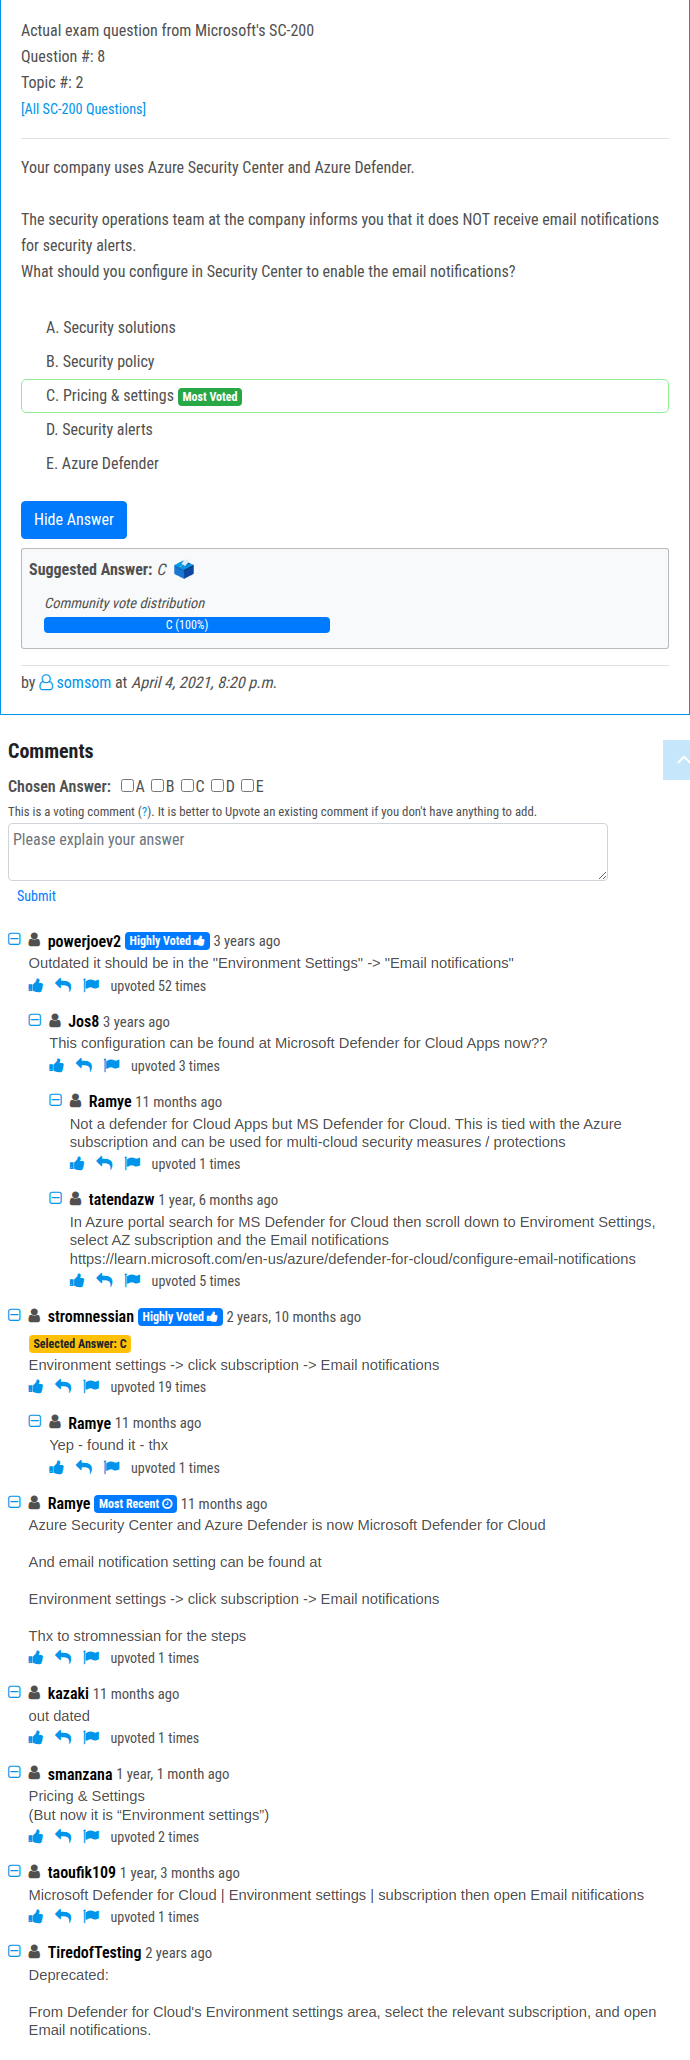 Actual exam question from Microsoft's SC-200
Question #: 8
Topic #: 2
[All SC-200 Questions]
Your company uses Azure Security Center and Azure Defender.
The security operations team at the company informs you that it does NOT receive email notifications
for security alerts.
What should you configure in Security Center to enable the email notifications?
A. Security solutions
B. Security policy
C. Pricing & settings Most Voted
D. Security alerts
E. Azure Defender
Hide Answer
Suggested Answer: C
Community vote distribution
C (100%)
by somsom at April 4, 2021, 8:20 p.m.
Comments
Chosen Answer: A B C D E
This is a voting comment (?). It is better to Upvote an existing comment if you don't have anything to add.
Please explain your answer
Submit
powerjoev2 Highly Voted 3 years ago
Outdated it should be in the "Environment Settings" -> "Email notifications"
upvoted 52 times
Jos8 3 years ago
This configuration can be found at Microsoft Defender for Cloud Apps now??
upvoted 3 times
Ramye 11 months ago
Not a defender for Cloud Apps but MS Defender for Cloud. This is tied with the Azure
subscription and can be used for multi-cloud security measures / protections
upvoted 1 times
tatendazw 1 year, 6 months ago
In Azure portal search for MS Defender for Cloud then scroll down to Enviroment Settings,
select AZ subscription and the Email notifications
https://learn.microsoft.com/en-us/azure/defender-for-cloud/configure-email-notifications
upvoted 5 times
stromnessian Highly Voted 2 years, 10 months ago
Selected Answer: C
Environment settings -> click subscription -> Email notifications
upvoted 19 times
Ramye 11 months ago
Yep - found it - thx
upvoted 1 times
Ramye Most Recent 11 months ago
Azure Security Center and Azure Defender is now Microsoft Defender for Cloud
And email notification setting can be found at
Environment settings -> click subscription -> Email notifications
Thx to stromnessian for the steps
upvoted 1 times
kazaki 11 months ago
out dated
upvoted 1 times
smanzana 1 year, 1 month ago
Pricing & Settings
(But now it is “Environment settings”)
upvoted 2 times
taoufik109 1 year, 3 months ago
Microsoft Defender for Cloud | Environment settings | subscription then open Email nitifications
upvoted 1 times
TiredofTesting 2 years ago
Deprecated:
From Defender for Cloud's Environment settings area, select the relevant subscription, and open
Email notifications.